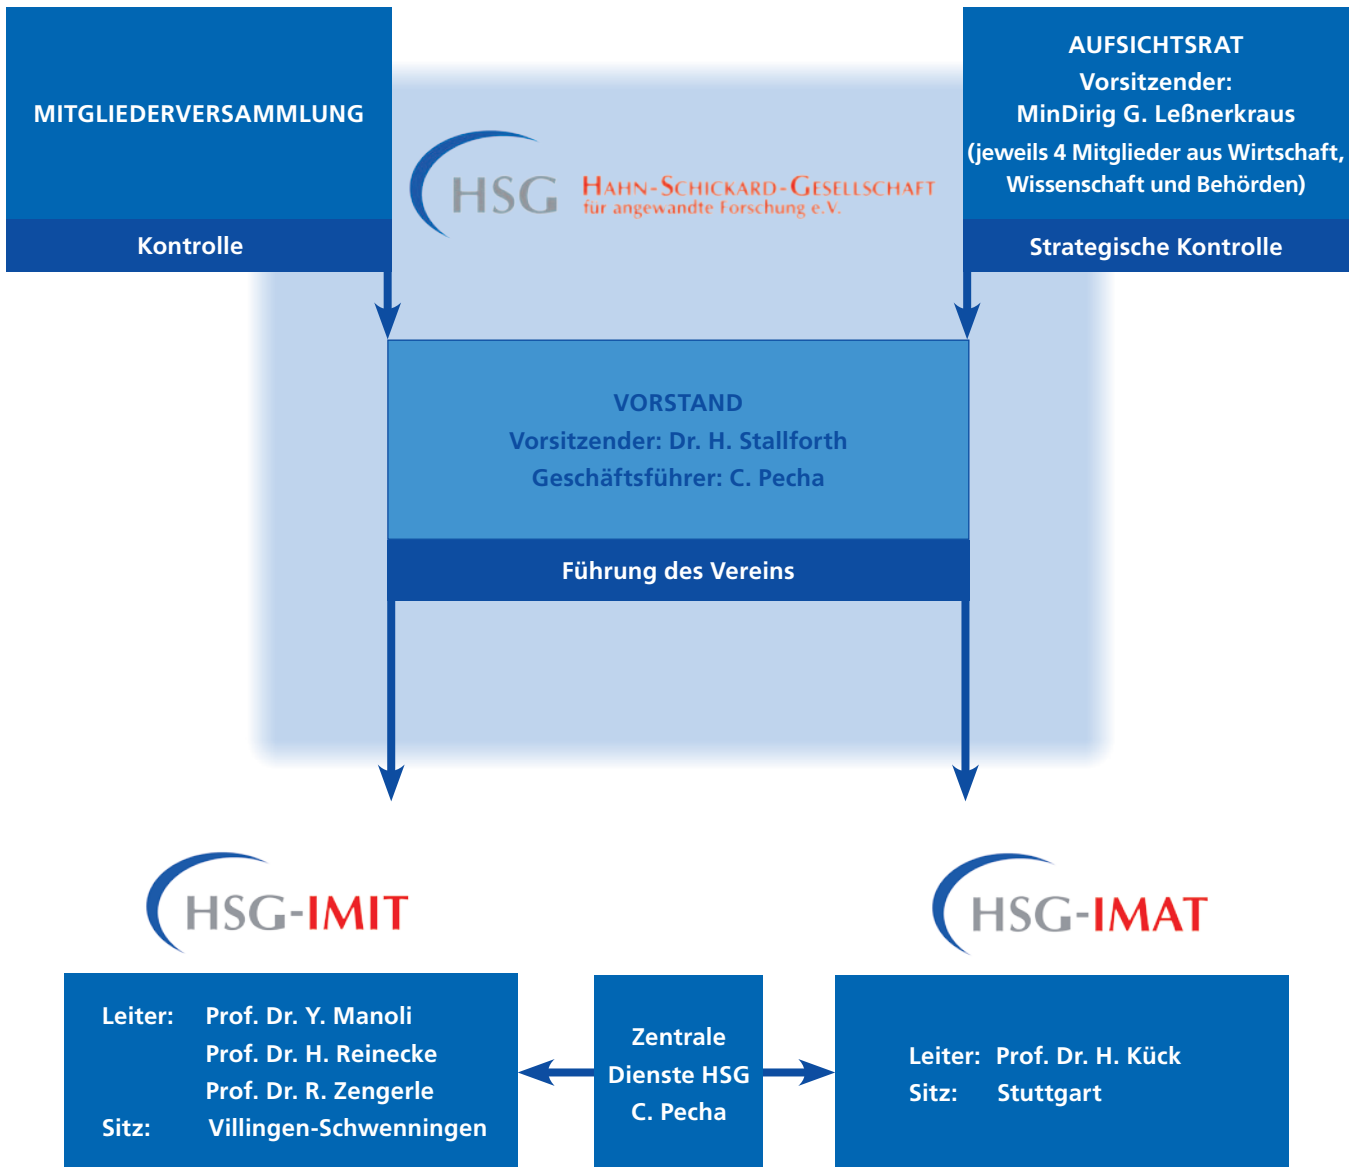 MITGLIEDERVERSAMMLUNG
Kontrolle
AUFSICHTSRAT
Vorsitzender:
MinDirig G. Leßnerkraus
(jeweils 4 Mitglieder aus Wirtschaft,
Wissenschaft und Behörden)
Strategische Kontrolle
HSG
HAHN-SCHICKARD-GESELLSCHAFT
für angewandte Forschung e.V.
VORSTAND
Vorsitzender: Dr. H. Stallforth
Geschäftsführer: C. Pecha
Führung des Vereins
HSG-IMIT
Leiter: Prof. Dr. Y. Manoli
Prof. Dr. H. Reinecke
Prof. Dr. R. Zengerle
Sitz: Villingen-Schwenningen
Zentrale
Dienste HSG
C. Pecha
HSG-IMAT
Leiter: Prof. Dr. H. Kück
Sitz: Stuttgart